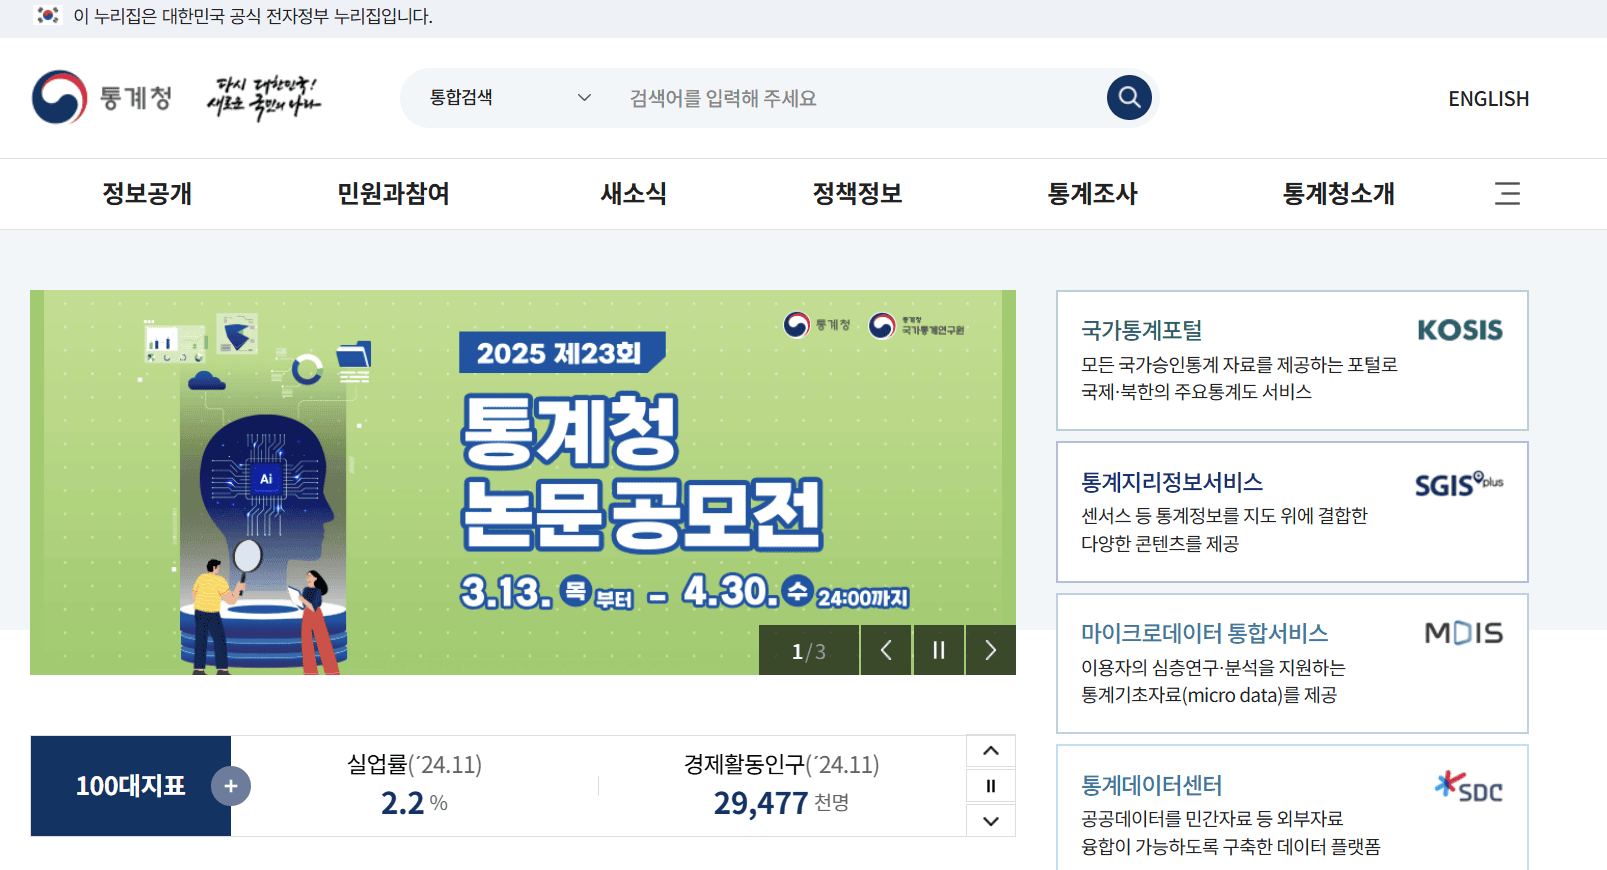 이 누리집은 대한민국 공식 전자정부 누리집입니다.
통계청
다시 대한민국!
새로운 국민의 나라
통합검색
검색어를 입력해 주세요
ENGLISH
정보공개
민원과참여
새소식
정책정보
통계조사
통계청소개
통계청
통계청
국가통계연구원
2025 제23회
통계청
논문공모전
3.13. 목 부터 – 4.30. 수 24:00까지
Ai
1/3
국가통계포털
KOSIS
모든 국가승인통계 자료를 제공하는 포털로
국제·북한의 주요통계도 서비스
통계지리정보서비스
SGIS plus
센서스 등 통계정보를 지도 위에 결합한
다양한 콘텐츠를 제공
마이크로데이터 통합서비스
MDIS
이용자의 심층연구·분석을 지원하는
통계기초자료(micro data)를 제공
통계데이터센터
SDC
공공데이터를 민간자료 등 외부자료
융합이 가능하도록 구축한 데이터 플랫폼
100대지표
+
실업률(´24.11)
2.2 %
경제활동인구(´24.11)
29,477 천명